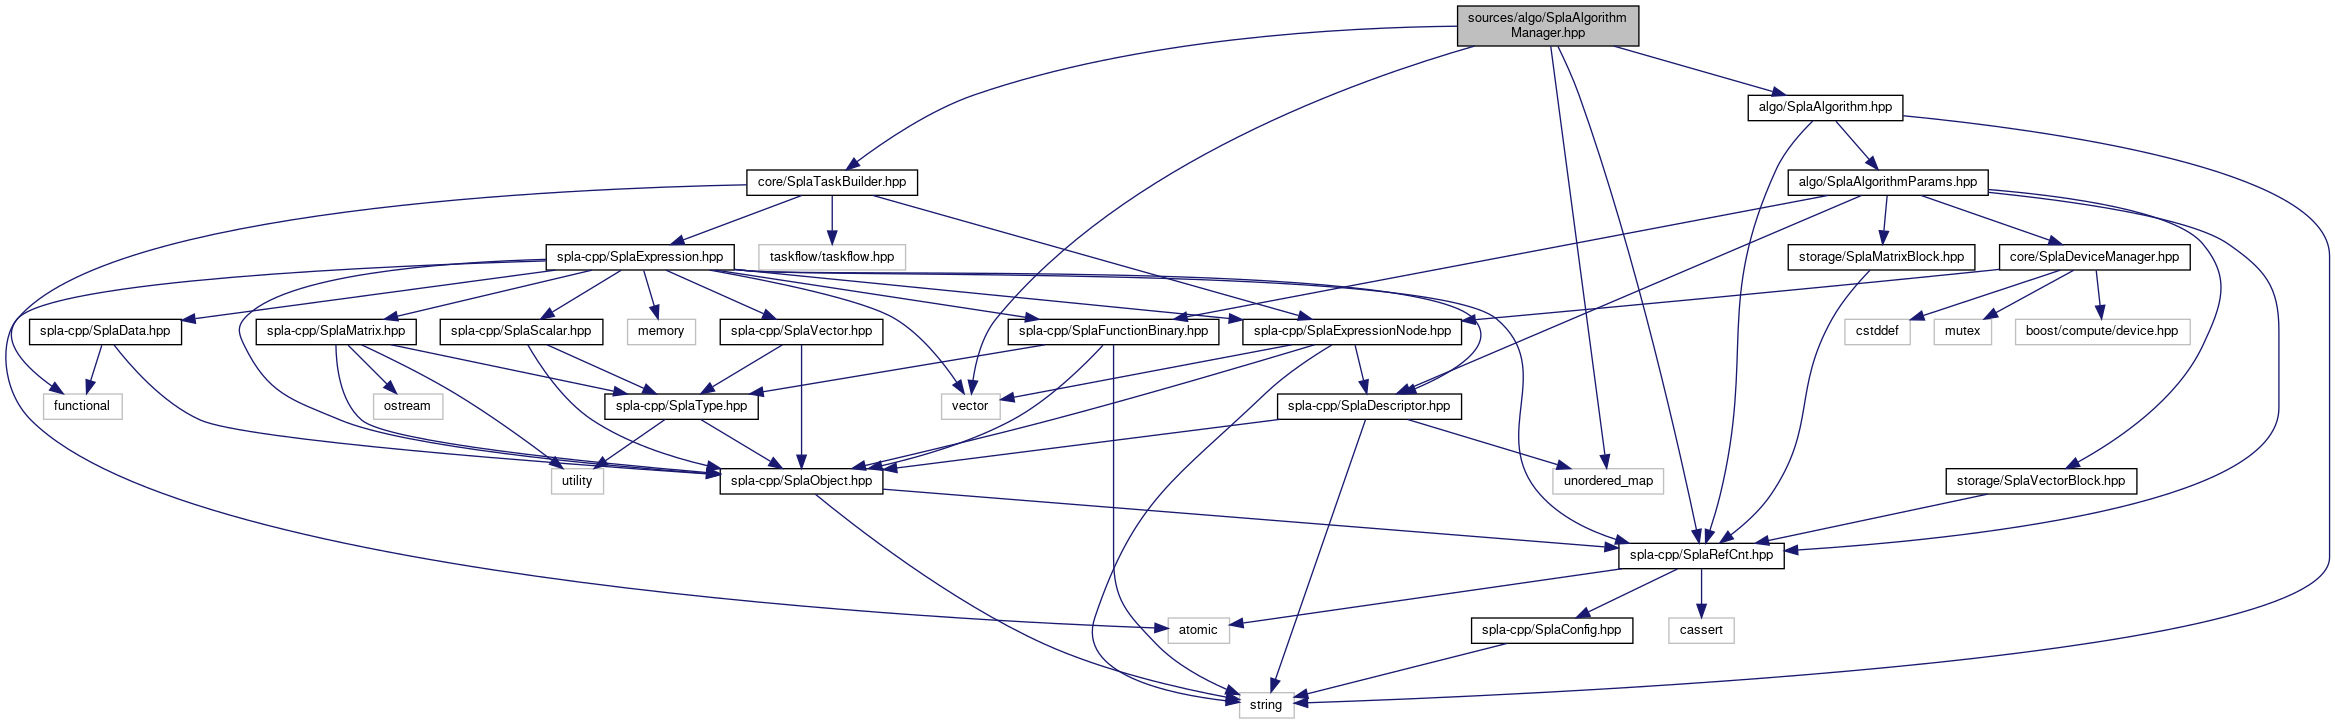 sources/algo/SplaAlgorithm
Manager.hpp
algo/SplaAlgorithm.hpp
core/SplaTaskBuilder.hpp
algo/SplaAlgorithmParams.hpp
spla-cpp/SplaExpression.hpp
taskflow/taskflow.hpp
storage/SplaMatrixBlock.hpp
core/SplaDeviceManager.hpp
spla-cpp/SplaData.hpp
spla-cpp/SplaMatrix.hpp
spla-cpp/SplaScalar.hpp
memory
spla-cpp/SplaVector.hpp
spla-cpp/SplaFunctionBinary.hpp
spla-cpp/SplaExpressionNode.hpp
cstddef
mutex
boost/compute/device.hpp
functional
ostream
spla-cpp/SplaType.hpp
vector
spla-cpp/SplaDescriptor.hpp
utility
spla-cpp/SplaObject.hpp
unordered_map
storage/SplaVectorBlock.hpp
spla-cpp/SplaRefCnt.hpp
atomic
spla-cpp/SplaConfig.hpp
cassert
string